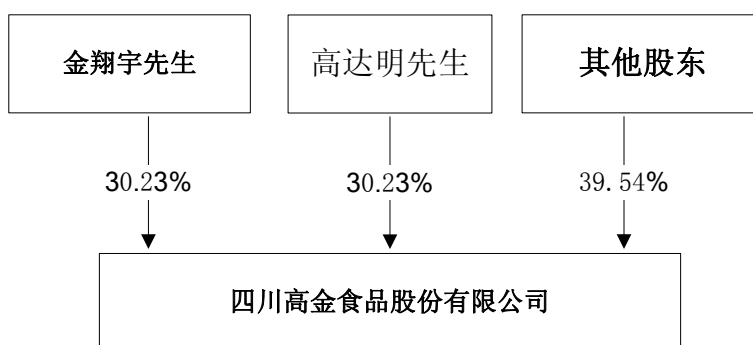 金翔宇先生
高达明先生
其他股东
30.23%
30.23%
39.54%
四川高金食品股份有限公司